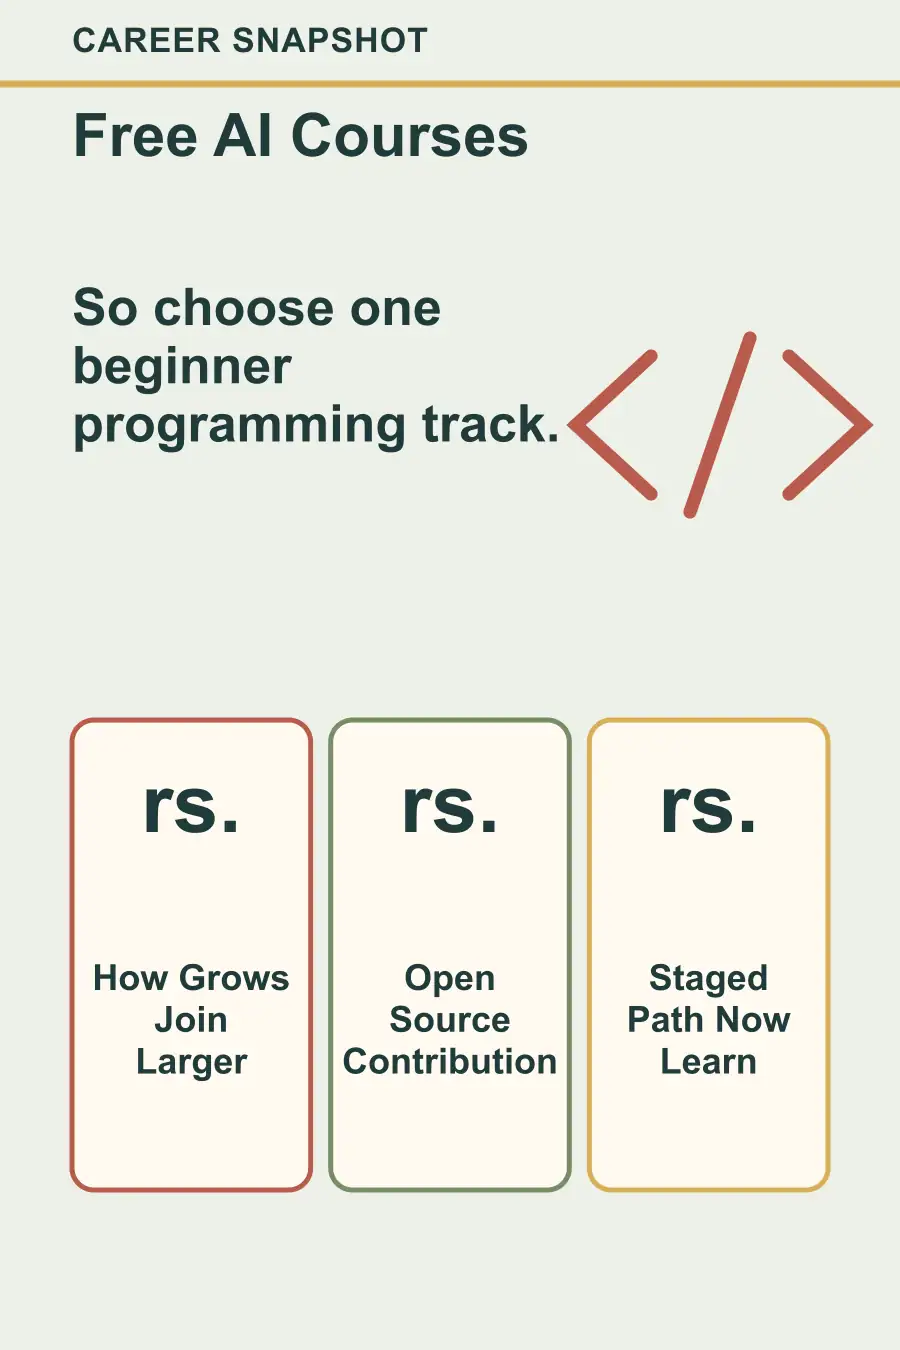 CAREER SNAPSHOT
Free AI Courses
So choose one
beginner
programming track.
</>
rs.
How Grows
Join
Larger
rs.
Open
Source
Contribution
rs.
Staged
Path Now
Learn